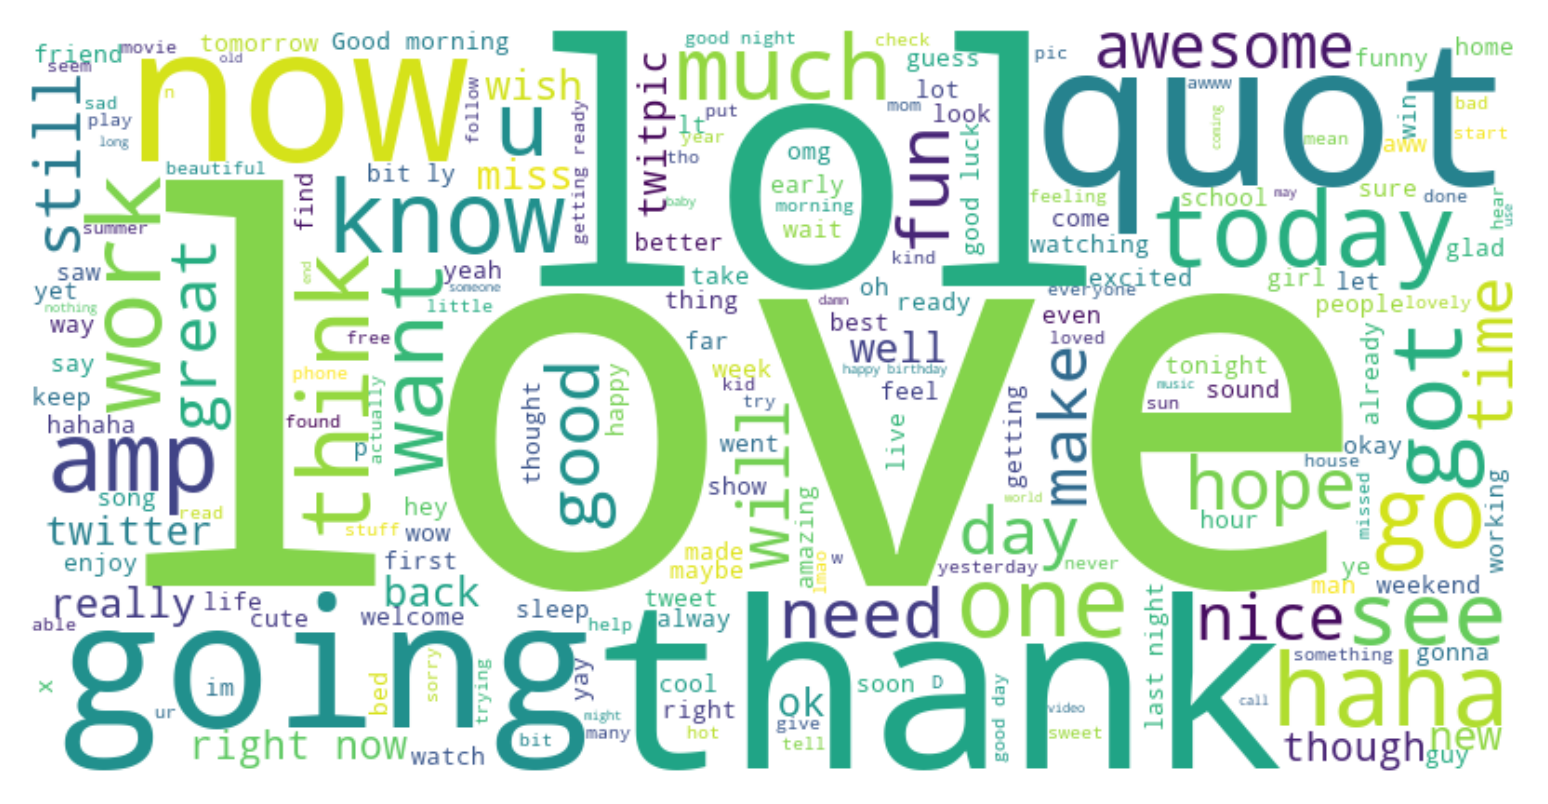 friend
movie
tomorrow
Good morning
good night
check
pic
awesome
funny
home
seem
old
now
wish
lol
much
guess
quot
sad
play
long
n
follow
u
getting ready
twitpic
lt
put
year
mom
lot
look
awww
coming
mean
win
bad
start
aww
still
beautiful
bit ly
miss
tho
omg
early
morning
wait
baby
fun
good luck
feeling
come
school
may
sure
done
hear
use
work
summer
find
know
better
kind
watching
today
glad
saw
yet
nothing
way
great
end
think
want
yeah
someone
little
take
thing
oh
ready
excited
everyone
girl
let
people
lovely
time
love
damn
best
even
loved
say
keep
hahaha
free
phone
found
actually
far
well
happy birthday
week
kid
try
feel
make
tonight
music
sun
sound
already
got
amp
p
thought
good
happy
went
will
live
getting
okay
house
song
twitter
read
stuff
hey
wow
show
world
hope
hour
missed
go
working
enjoy
first
made
maybe
amazing
lmao
w
day
yesterday
never
ye
man
weekend
really
able
life
cute
back
welcome
sleep
help
tweet
alway
need
one
last night
nice
see
x
going
im
ur
bed
sorry
trying
yay
might
many
bit
thank
cool
right
hot
ok
give
tell
soon
D
good day
video
sweet
call
something
gonna
haha
right now
watch
though
new
guy